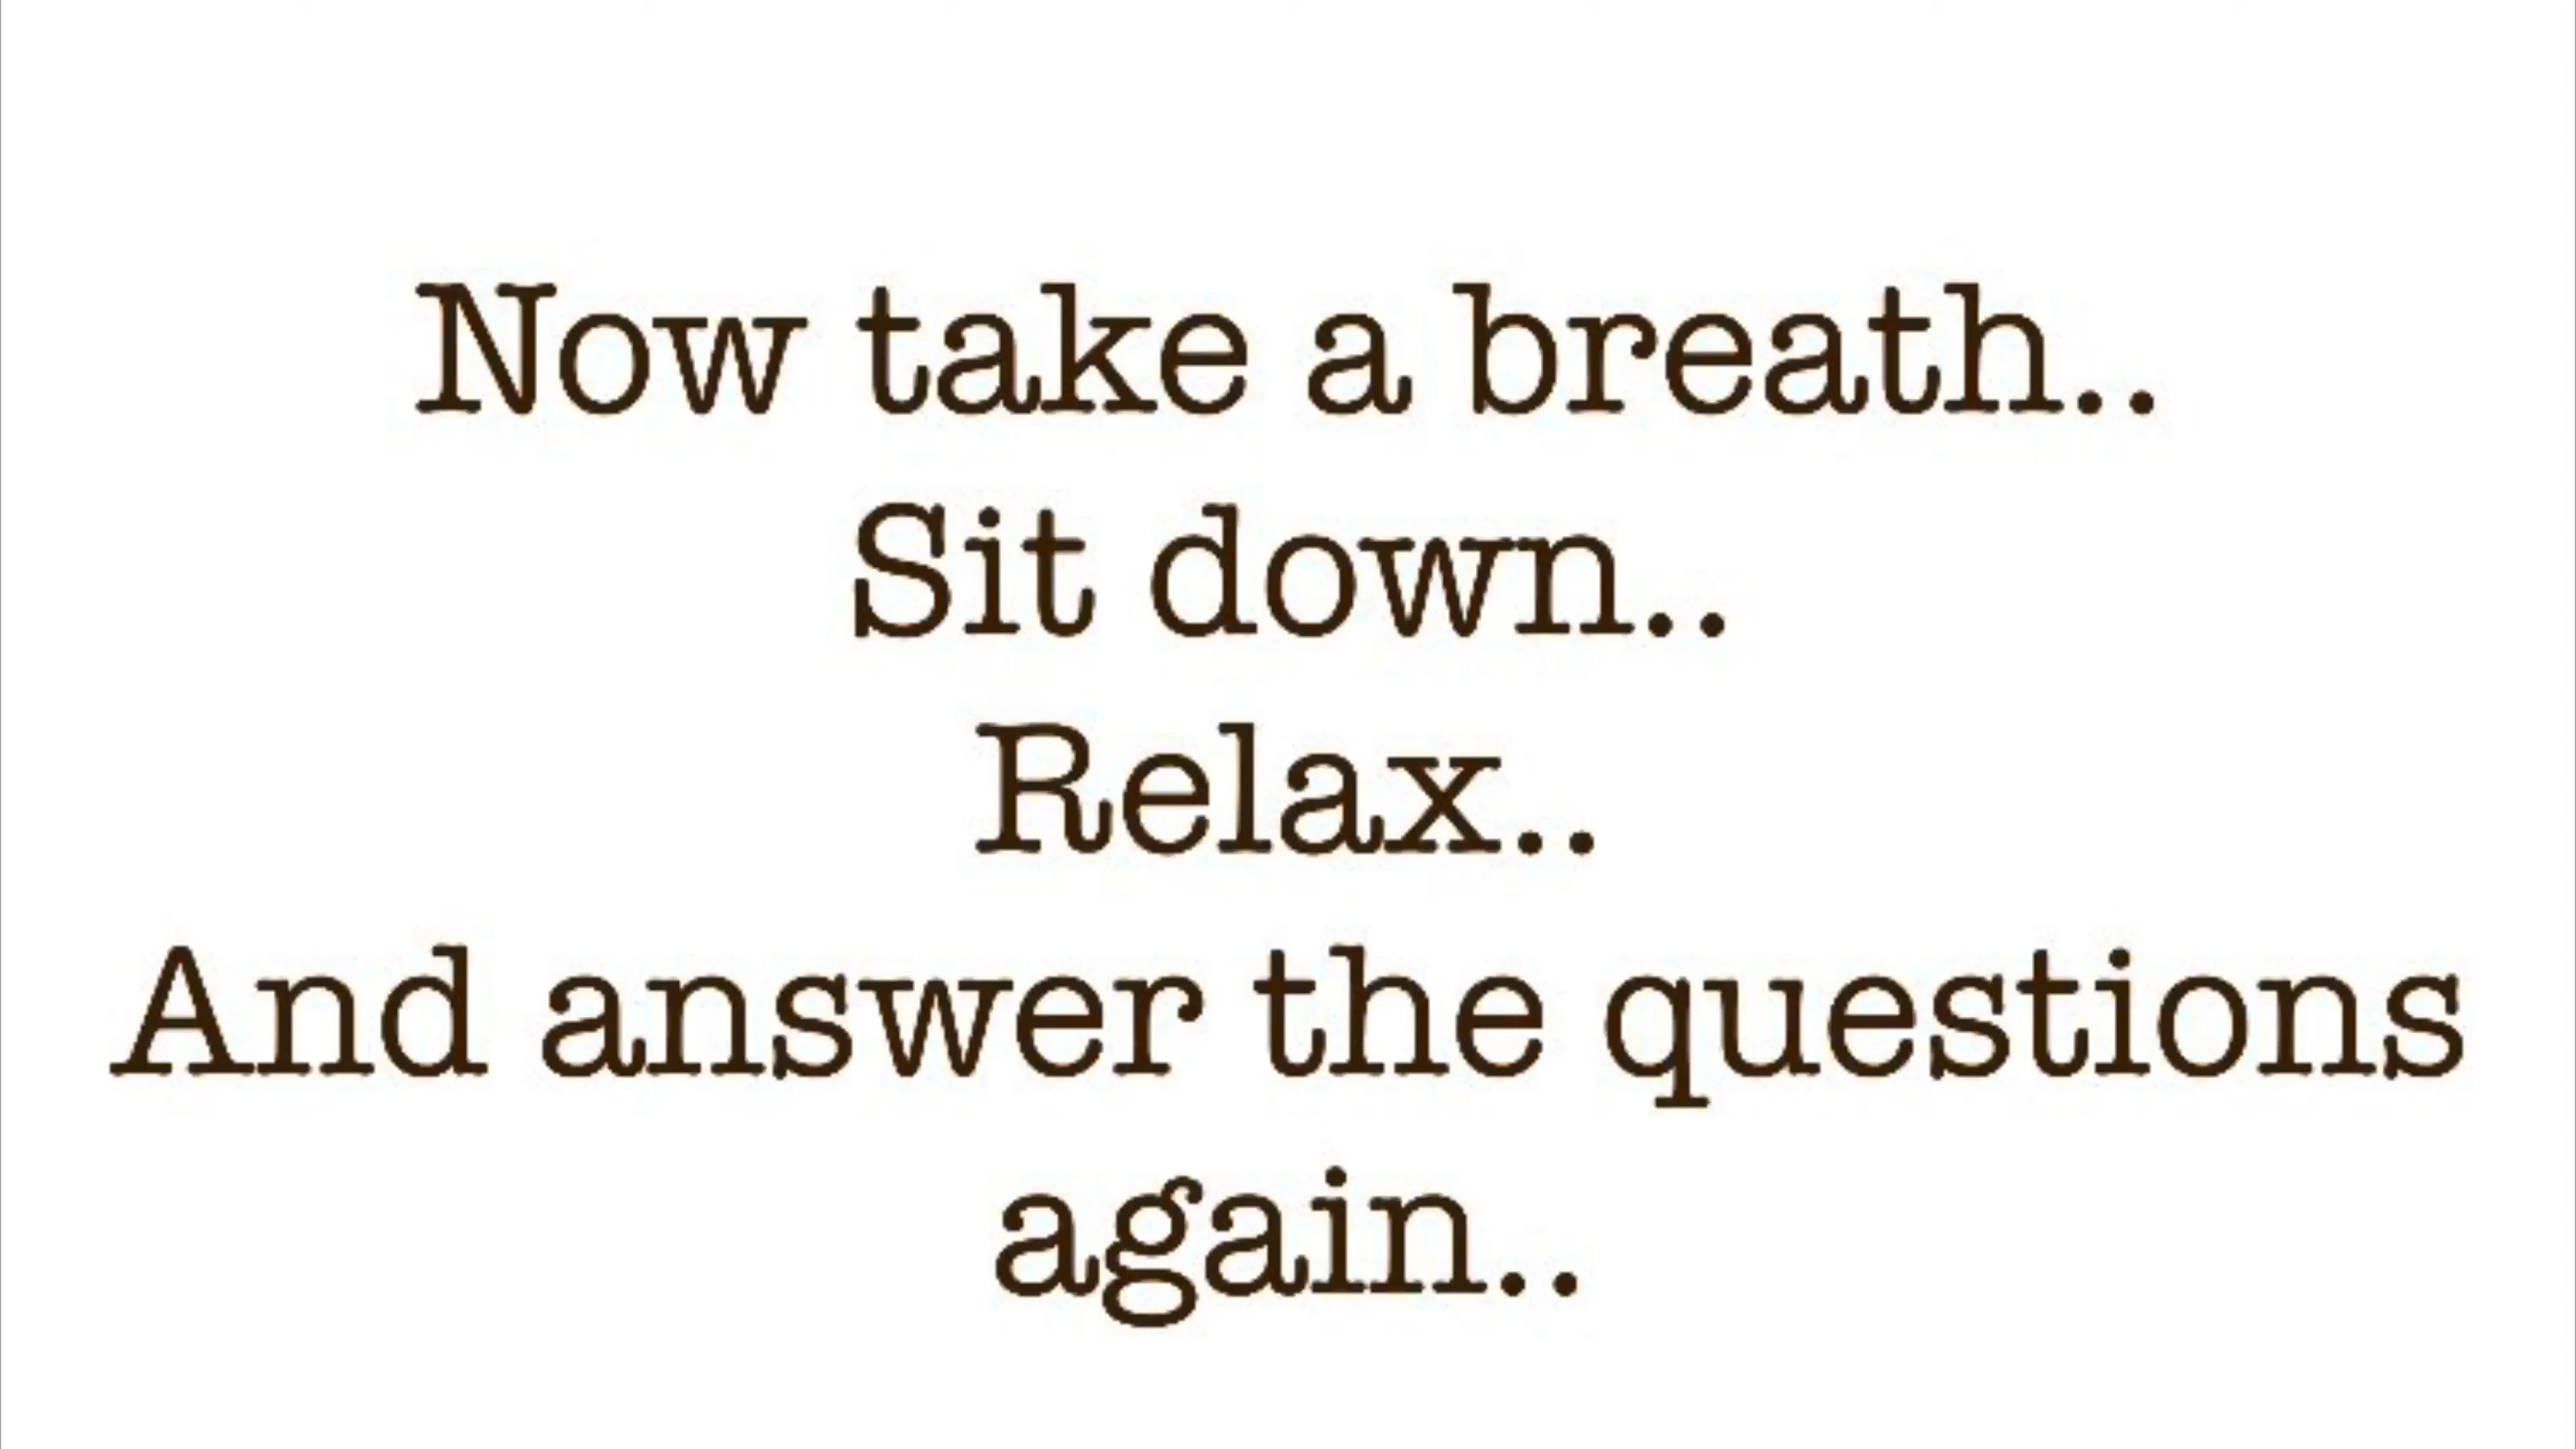 Now take a breath..
Sit down..
Relax..
And answer the questions
again..